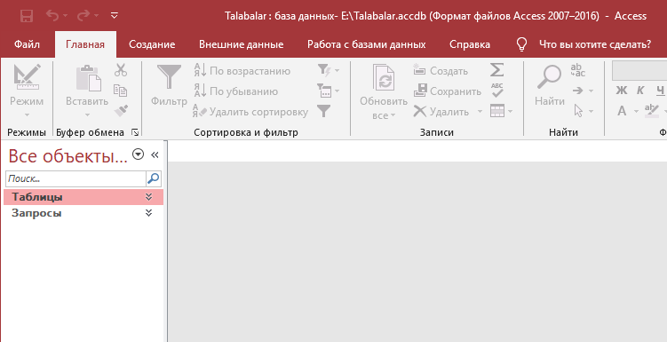 Talabalar : база данных- E:\Talabalar.accdb (Формат файлов Access 2007–2016) - Access
Файл Главная Создание Внешние данные Работа с базами данных Справка Что вы хотите сделать?
Режим Вставить Фильтр По возрастанию По убыванию Удалить сортировку Обновить все Создать Сохранить Удалить Найти Ж К Ч А
Режимы Буфер обмена Сортировка и фильтр Записи Найти Ф
Все объекты...
Поиск...
Таблицы
Запросы